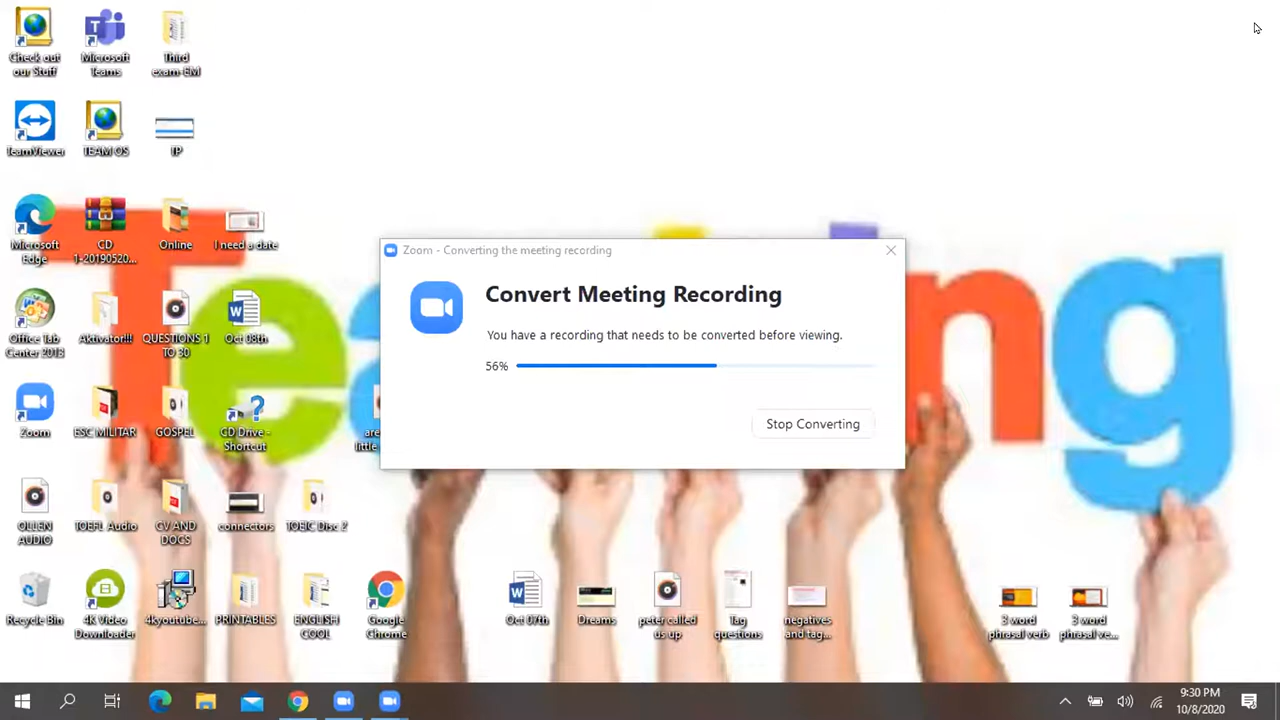 Check out
our Stuff
Microsoft
Teams
Third
exam-EM
TeamViewer
TEAM OS
TP
Microsoft
Edge
CD
1-20190520...
Online
I need a date
Office Tab
Center 2013
Aktivator!!!
QUESTIONS 1
TO 30
Oct 08th
Zoom
ESC MILITAR
GOSPEL
CD Drive -
Shortcut
are
little
OLLEN
AUDIO
TOEFL Audio
CV AND
DOCS
connectors
TOEIC Disc 2
Recycle Bin
4K Video
Downloader
4kyoutube...
PRINTABLES
ENGLISH
COOL
Google
Chrome
Oct 07th
Dreams
peter called
us up
Tag
questions
negatives
and tag...
3 word
phrasal verb
3 word
phrasal ve...
Zoom - Converting the meeting recording
Convert Meeting Recording
You have a recording that needs to be converted before viewing.
56%
Stop Converting
9:30 PM
10/8/2020